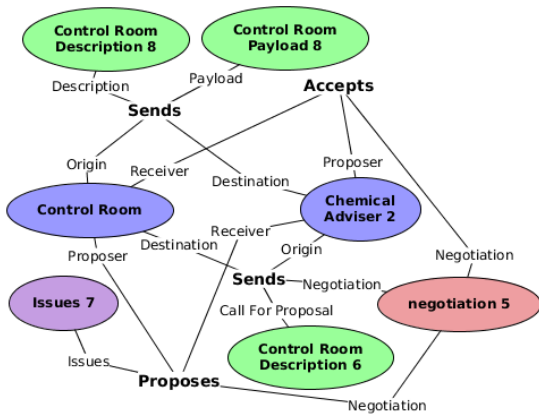 Control Room
Description 8
Control Room
Payload 8
Description
Payload
Accepts
Sends
Origin
Receiver
Proposer
Destination
Control Room
Chemical
Adviser 2
Receiver
Destination
Origin
Proposer
Negotiation
Sends
Negotiation
Issues 7
negotiation 5
Call For Proposal
Control Room
Description 6
Issues
Proposes
Negotiation